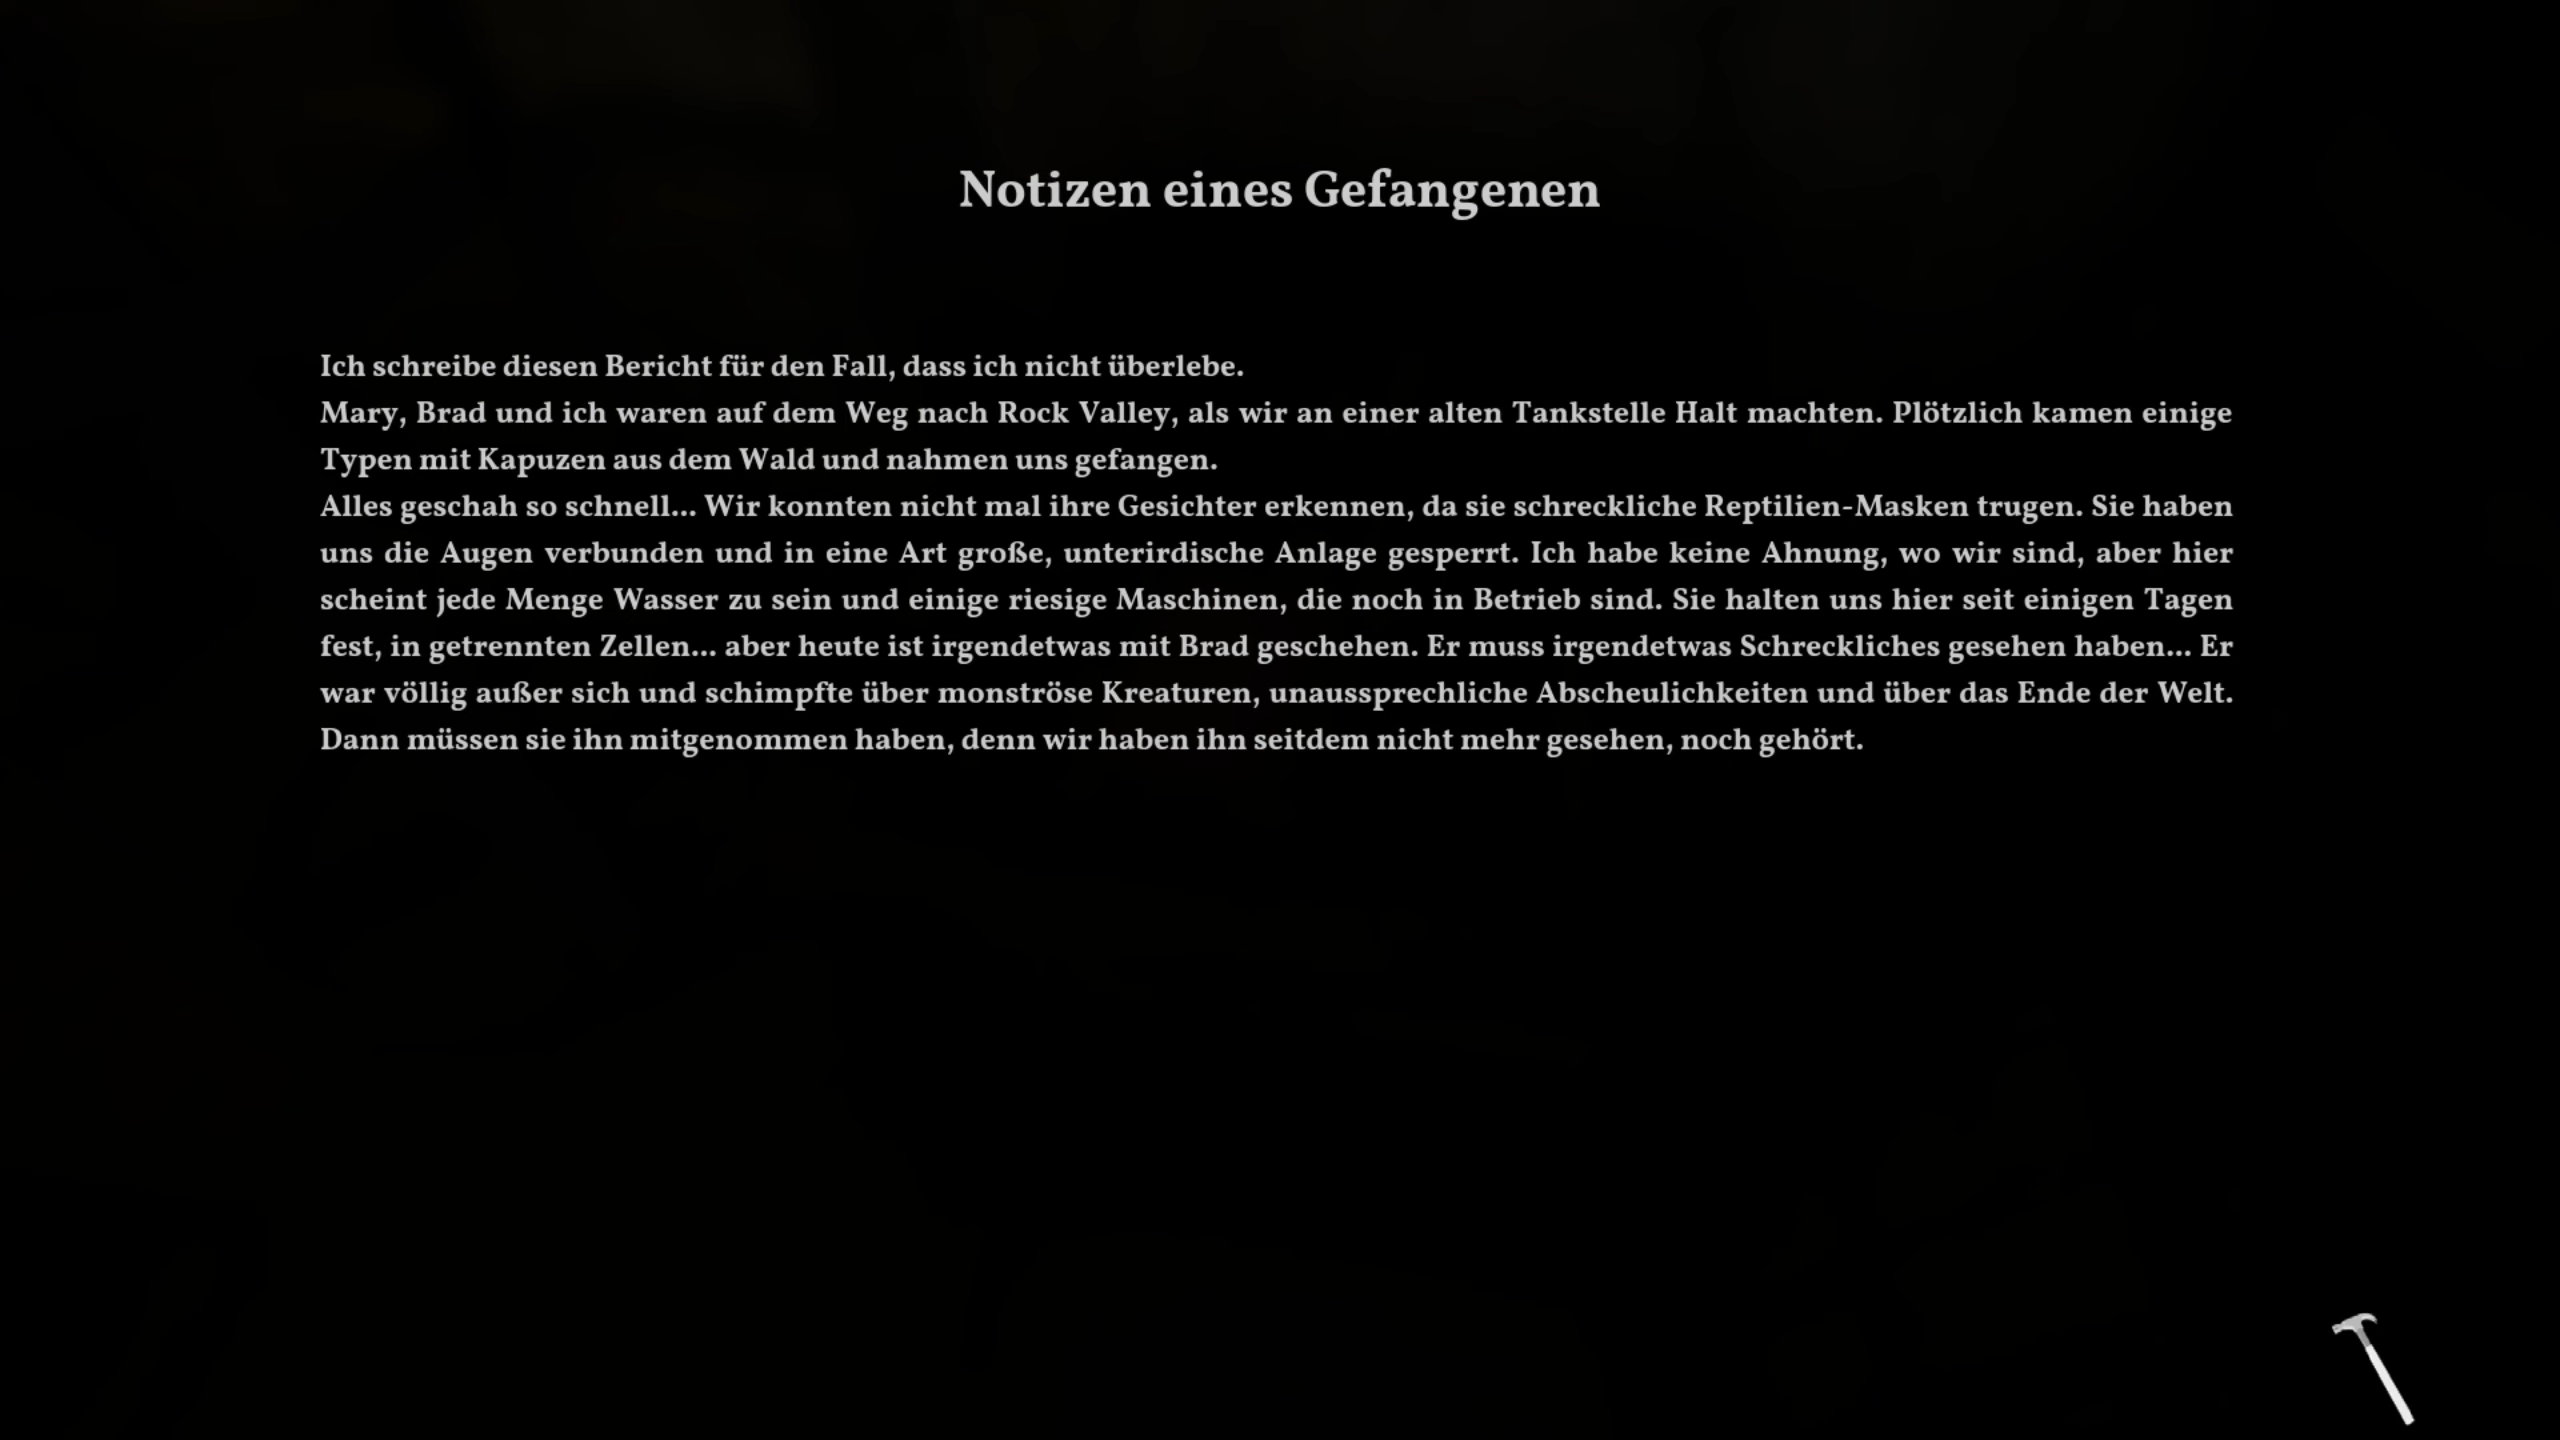 Notizen eines Gefangenen
Ich schreibe diesen Bericht für den Fall, dass ich nicht überlebe.
Mary, Brad und ich waren auf dem Weg nach Rock Valley, als wir an einer alten Tankstelle Halt machten. Plötzlich kamen einige
Typen mit Kapuzen aus dem Wald und nahmen uns gefangen.
Alles geschah so schnell... Wir konnten nicht mal ihre Gesichter erkennen, da sie schreckliche Reptilien-Masken trugen. Sie haben
uns die Augen verbunden und in eine Art große, unterirdische Anlage gesperrt. Ich habe keine Ahnung, wo wir sind, aber hier
scheint jede Menge Wasser zu sein und einige riesige Maschinen, die noch in Betrieb sind. Sie halten uns hier seit einigen Tagen
fest, in getrennten Zellen... aber heute ist irgendetwas mit Brad geschehen. Er muss irgendetwas Schreckliches gesehen haben... Er
war völlig außer sich und schimpfte über monströse Kreaturen, unaussprechliche Abscheulichkeiten und über das Ende der Welt.
Dann müssen sie ihn mitgenommen haben, denn wir haben ihn seitdem nicht mehr gesehen, noch gehört.